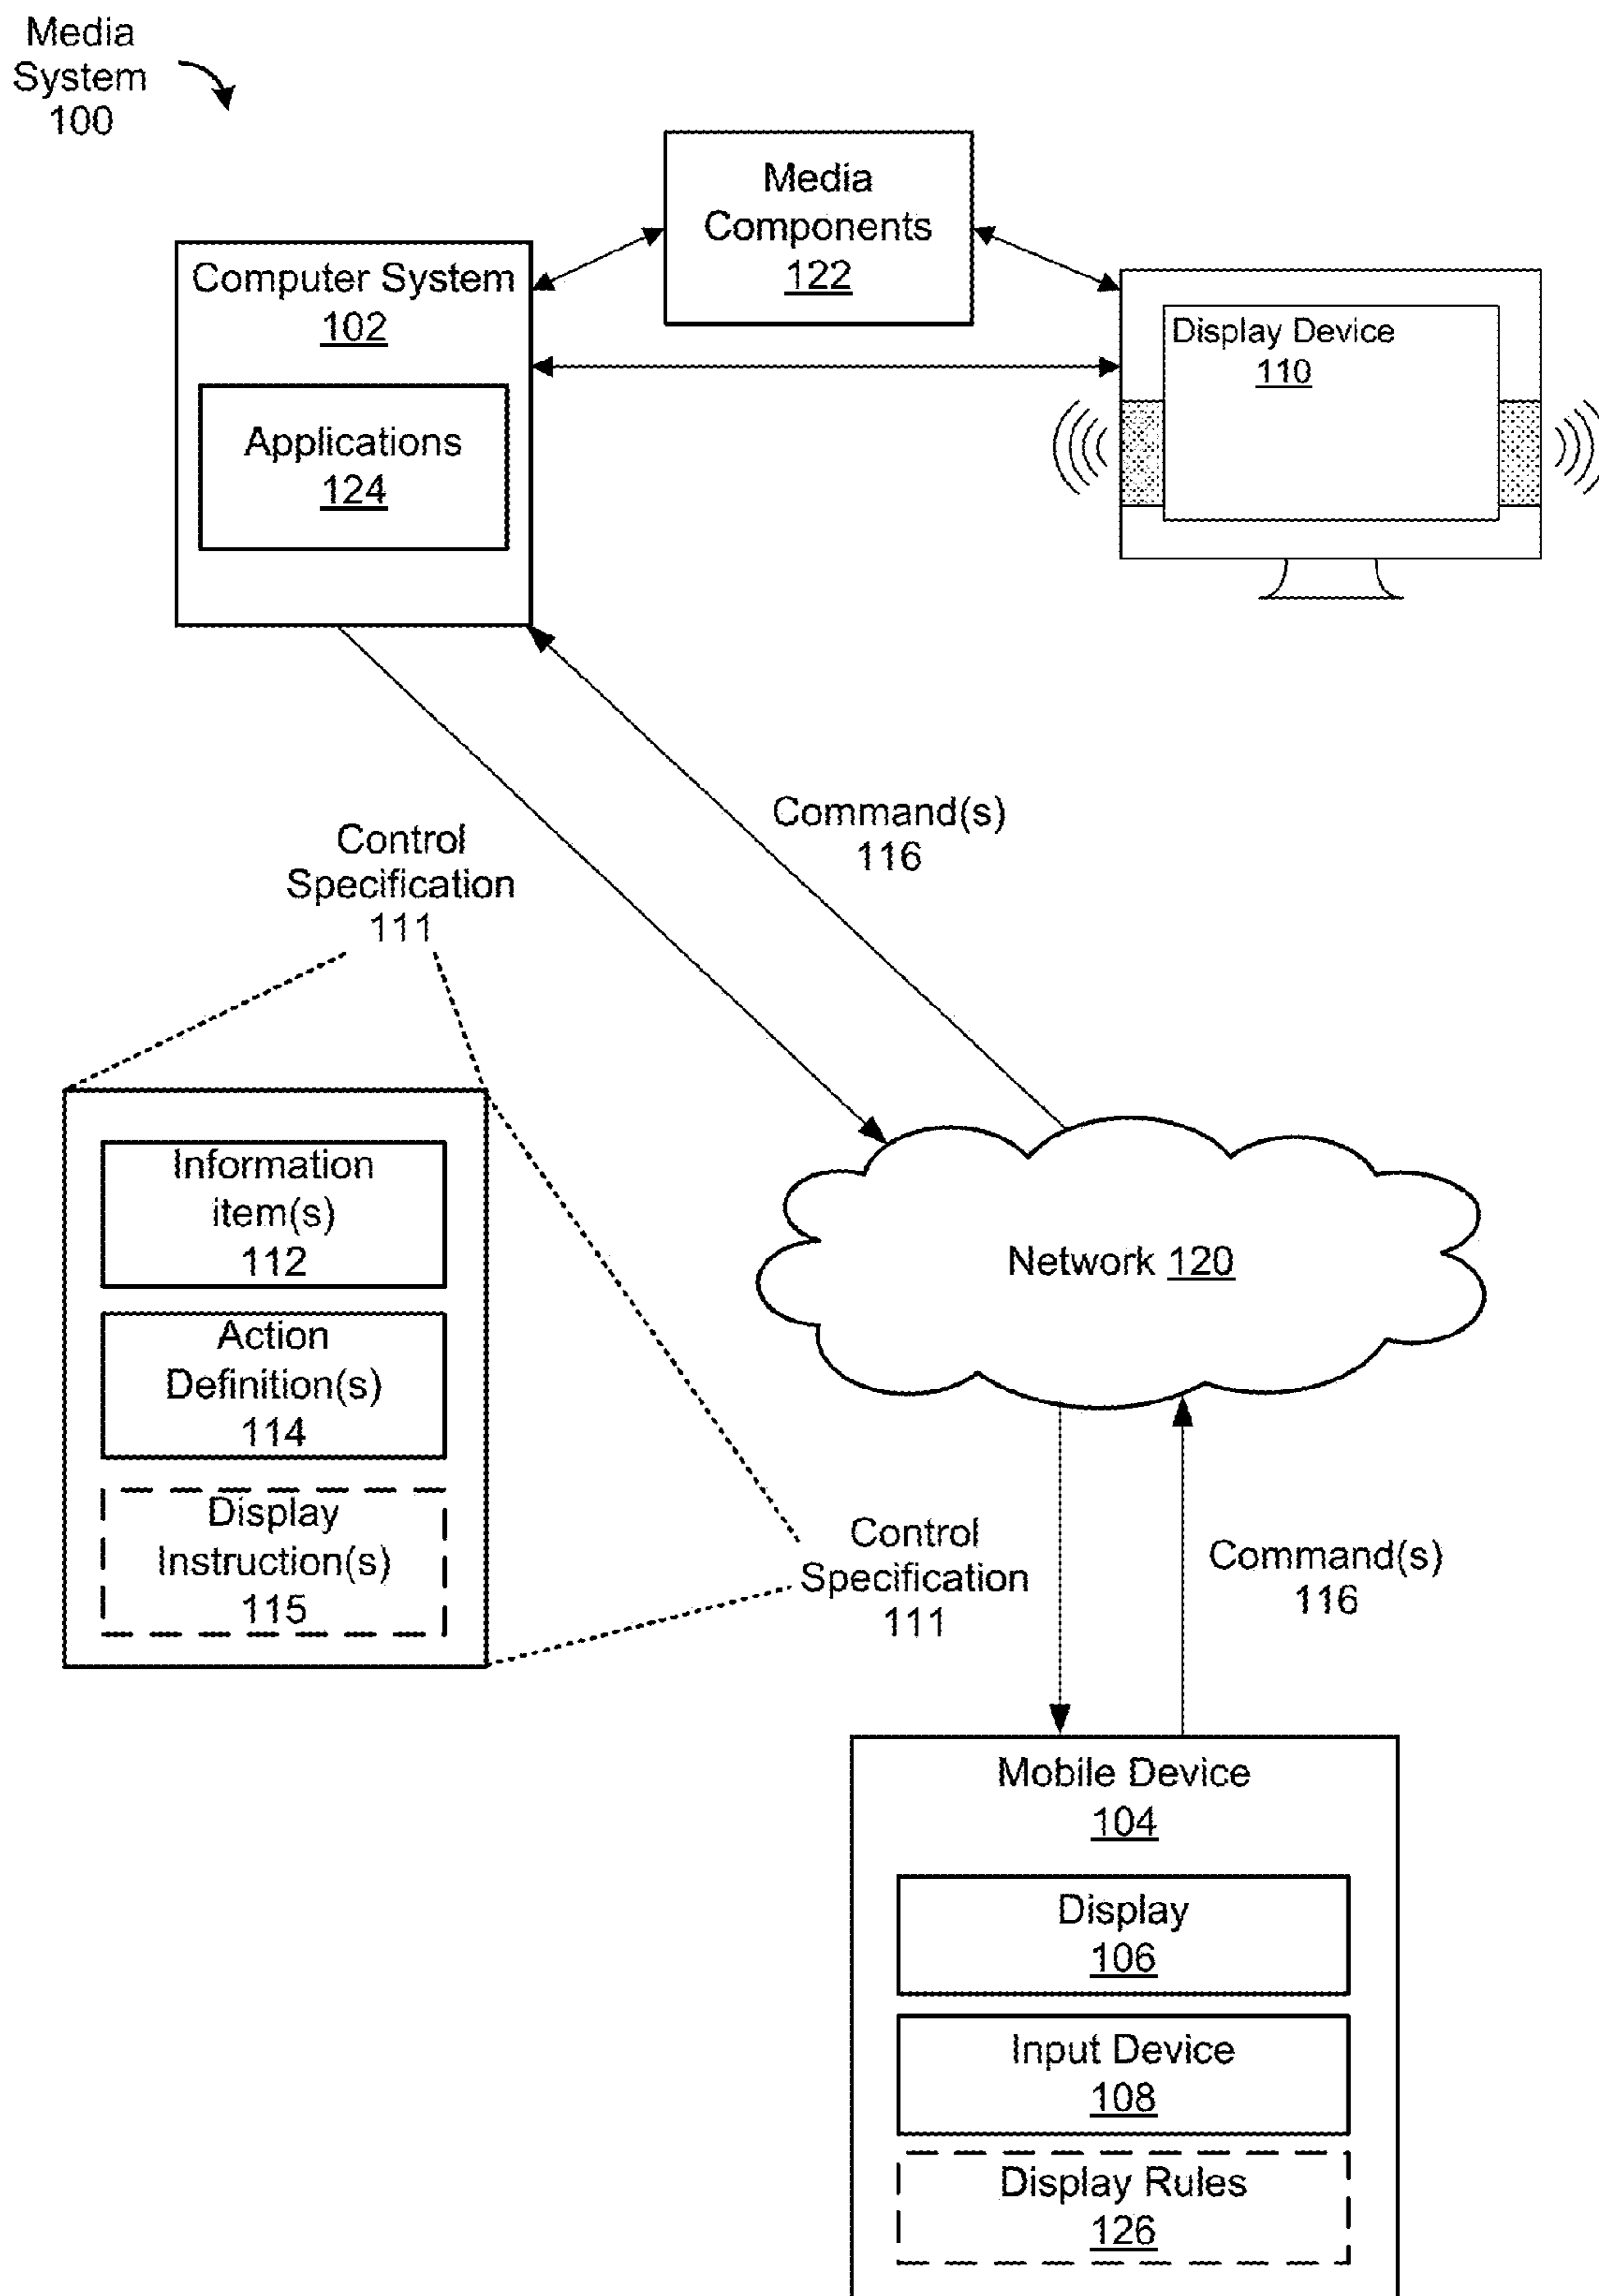 Media
System
100
Media
Components
122
Computer System
102
Applications
124
Display Device
110
Command(s)
116
Control
Specification
111
Information
item(s)
112
Action
Definition(s)
114
Display
Instruction(s)
115
Network 120
Control
Specification
111
Command(s)
116
Mobile Device
104
Display
106
Input Device
108
Display Rules
126